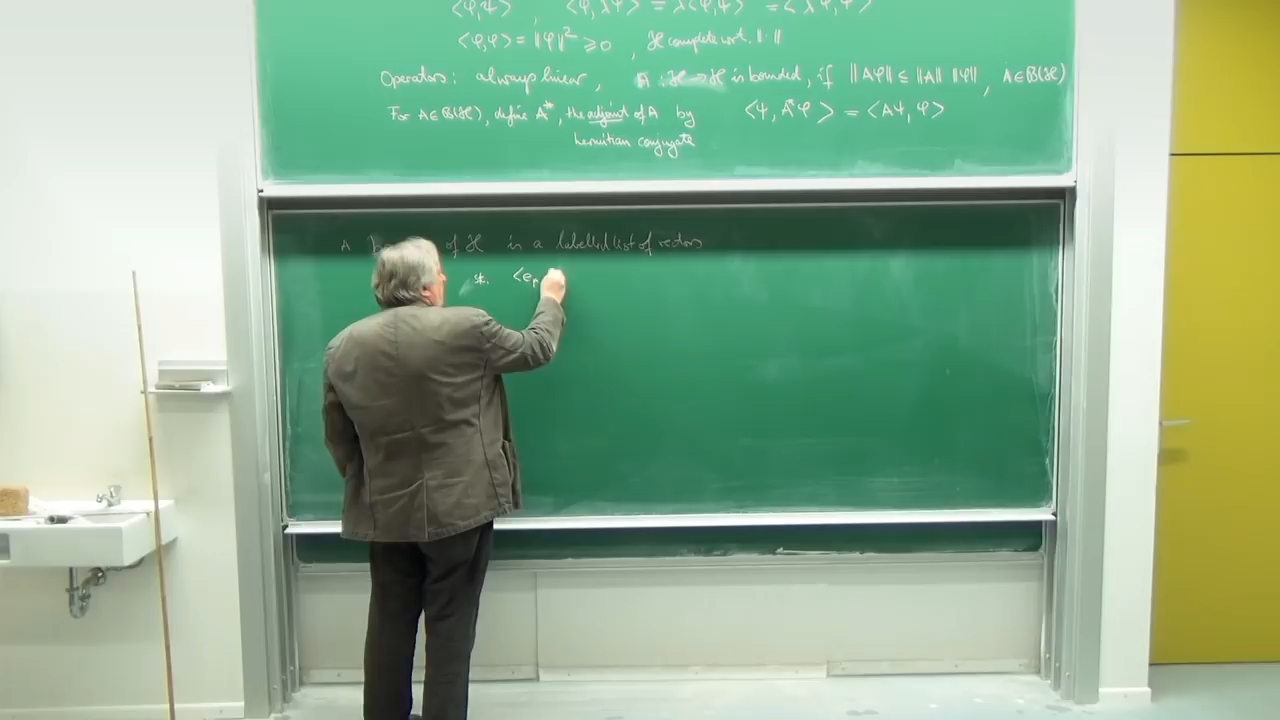 ⟨φ,ψ⟩ , ⟨φ,λψ⟩ = λ⟨φ,ψ⟩ = ⟨λ̄φ,ψ⟩
⟨φ,φ⟩ = ‖φ‖² ⩾ 0 , ℋ complete w.r.t. ‖·‖
Operators: always linear, A : ℋ → ℋ is bounded, if ‖Aφ‖ ≤ ‖A‖ ‖φ‖ , A ∈ B(ℋ)
For A ∈ B(ℋ), define A*, the adjoint of A by ⟨ψ, A*φ⟩ = ⟨Aψ, φ⟩
hermitian conjugate
A of ℋ is a labelled list of vectors
st. ⟨e